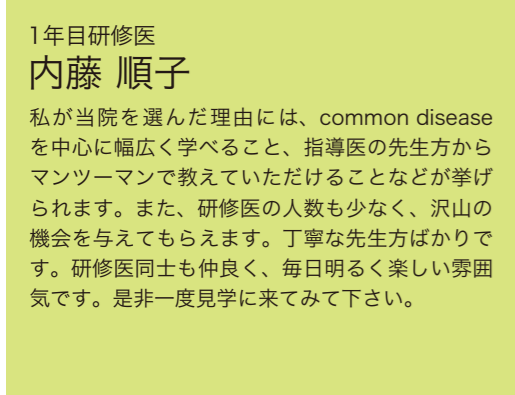 1年目研修医
内藤 順子
私が当院を選んだ理由には、common disease
を中心に幅広く学べること、指導医の先生方から
マンツーマンで教えていただけることなどが挙げ
られます。また、研修医の人数も少なく、沢山の
機会を与えてもらえます。丁寧な先生方ばかりで
す。研修医同士も仲良く、毎日明るく楽しい雰囲
気です。是非一度見学に来てみて下さい。